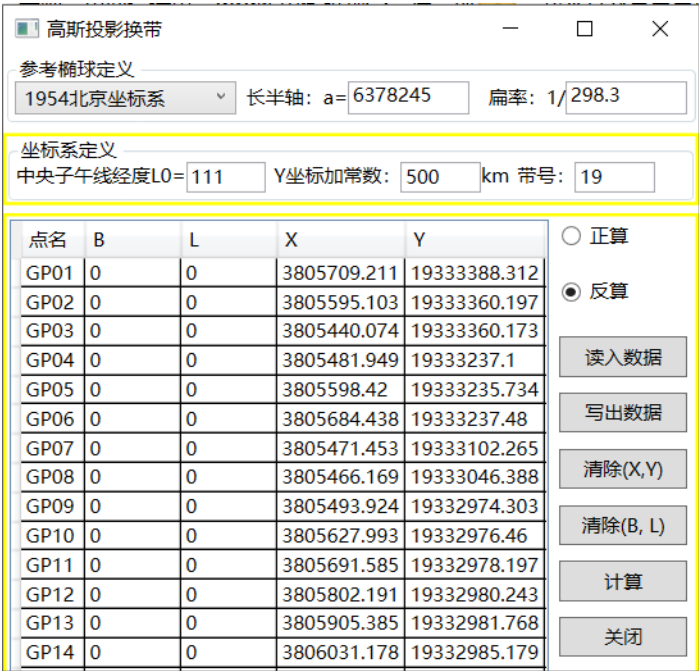 高斯投影换带
参考椭球定义
1954北京坐标系 长半轴：a= 6378245 扁率：1/ 298.3
坐标系定义
中央子午线经度L0= 111 Y坐标加常数： 500 km 带号： 19
点名 B L X Y
GP01 0 0 3805709.211 19333388.312
GP02 0 0 3805595.103 19333360.197
GP03 0 0 3805440.074 19333360.173
GP04 0 0 3805481.949 19333237.1
GP05 0 0 3805598.42 19333235.734
GP06 0 0 3805684.438 19333237.48
GP07 0 0 3805471.453 19333102.265
GP08 0 0 3805466.169 19333046.388
GP09 0 0 3805493.924 19332974.303
GP10 0 0 3805627.993 19332976.46
GP11 0 0 3805691.585 19332978.197
GP12 0 0 3805802.191 19332980.243
GP13 0 0 3805905.385 19332981.768
GP14 0 0 3806031.178 19332985.179
正算
反算
读入数据
写出数据
清除(X,Y)
清除(B, L)
计算
关闭